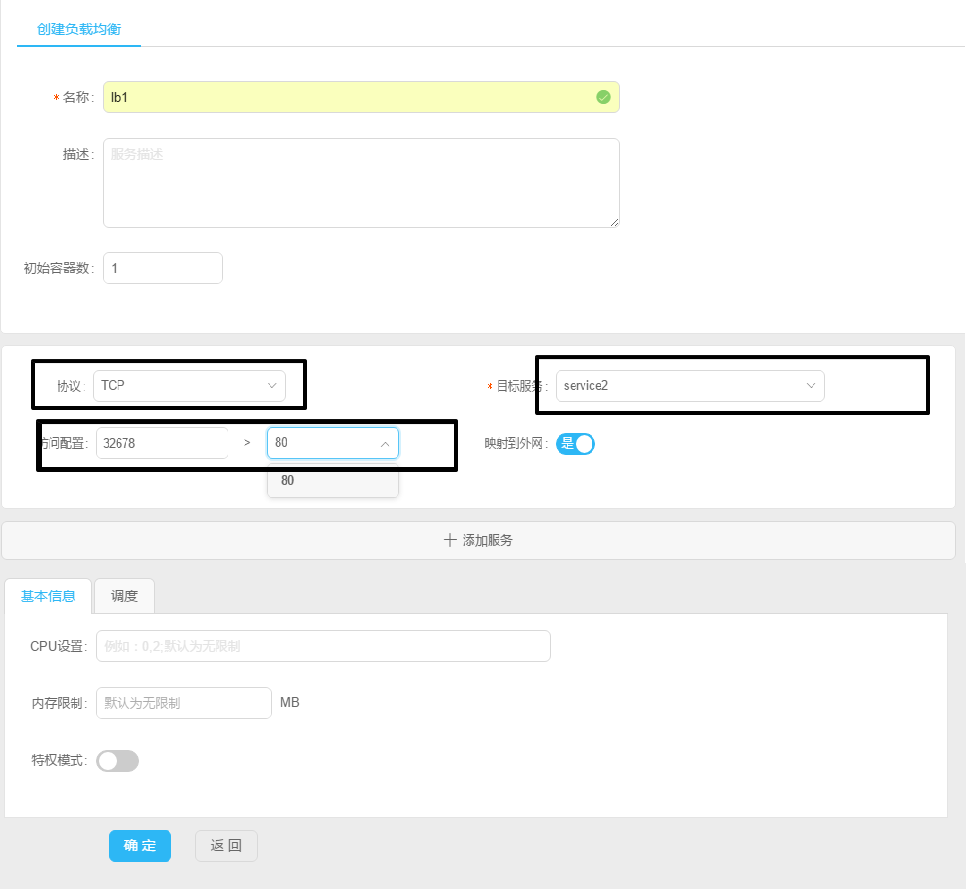 创建负载均衡
* 名称: lb1
描述: 服务描述
初始容器数: 1
协议: TCP
* 目标服务: service2
访问配置: 32678 > 80
映射到外网: 是
80
+ 添加服务
基本信息 调度
CPU设置: 例如：0,2;默认为无限制
内存限制: 默认为无限制 MB
特权模式:
确 定 返 回